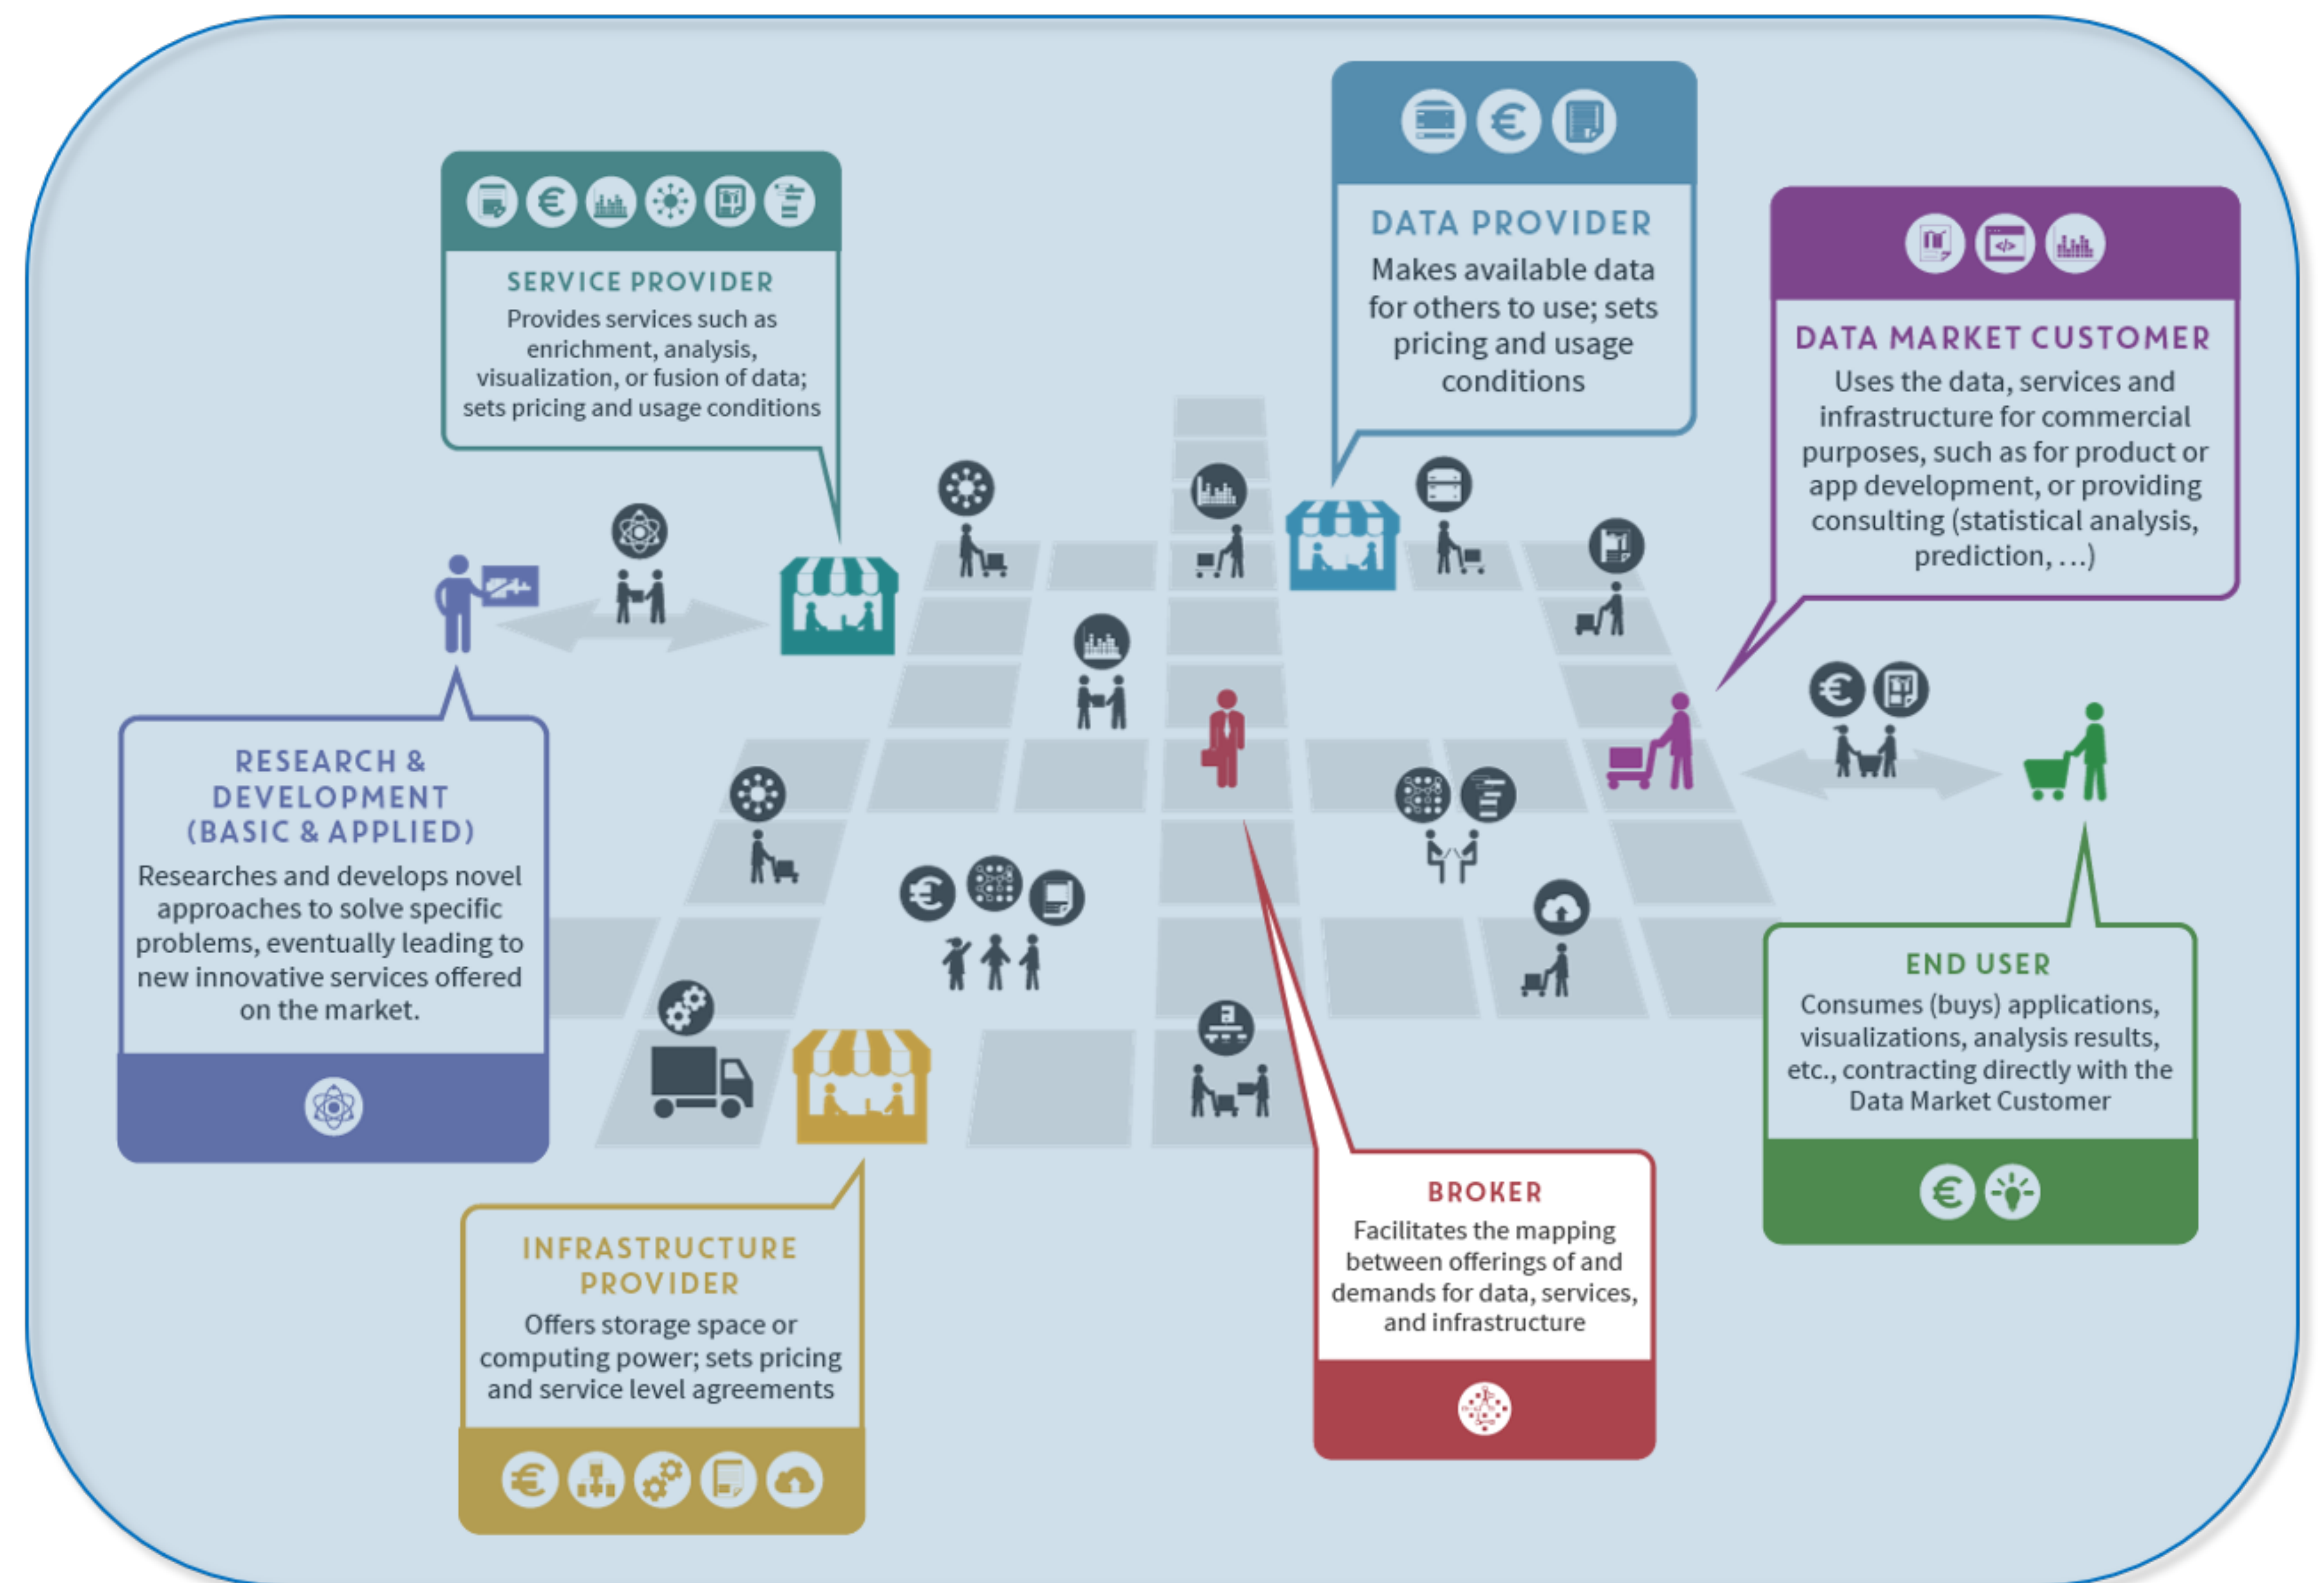 SERVICE PROVIDER
Provides services such as
enrichment, analysis,
visualization, or fusion of data;
sets pricing and usage conditions
DATA PROVIDER
Makes available data
for others to use; sets
pricing and usage
conditions
DATA MARKET CUSTOMER
Uses the data, services and
infrastructure for commercial
purposes, such as for product or
app development, or providing
consulting (statistical analysis,
prediction, ...)
RESEARCH &
DEVELOPMENT
(BASIC & APPLIED)
Researches and develops novel
approaches to solve specific
problems, eventually leading to
new innovative services offered
on the market.
END USER
Consumes (buys) applications,
visualizations, analysis results,
etc., contracting directly with the
Data Market Customer
BROKER
Facilitates the mapping
between offerings of and
demands for data, services,
and infrastructure
INFRASTRUCTURE
PROVIDER
Offers storage space or
computing power; sets pricing
and service level agreements